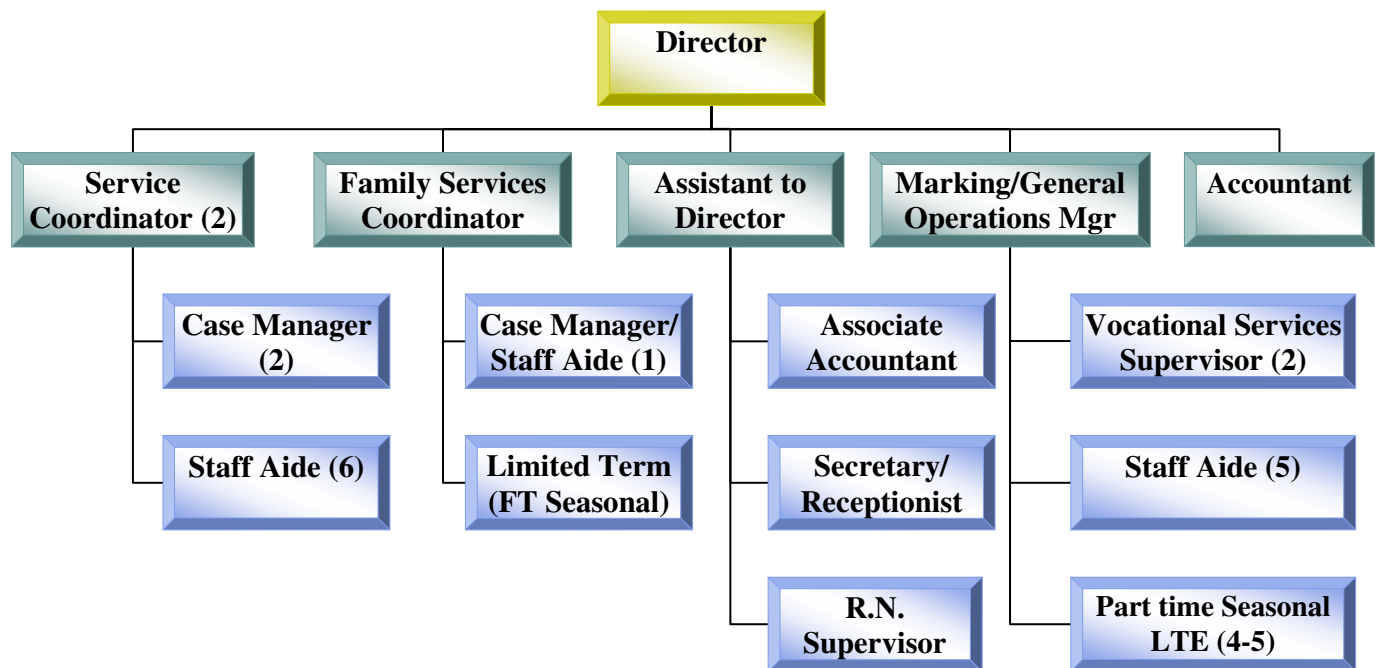 Director
Service
Coordinator (2)
Family Services
Coordinator
Assistant to
Director
Marking/General
Operations Mgr
Accountant
Case Manager
(2)
Case Manager/
Staff Aide (1)
Associate
Accountant
Vocational Services
Supervisor (2)
Staff Aide (6)
Limited Term
(FT Seasonal)
Secretary/
Receptionist
Staff Aide (5)
R.N.
Supervisor
Part time Seasonal
LTE (4-5)